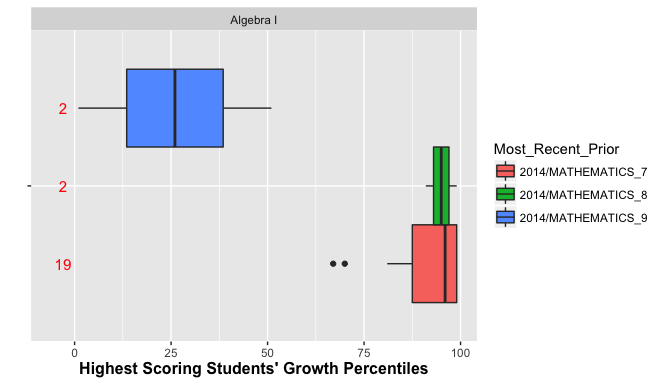 Algebra I
2
2
19
0 25 50 75 100
Highest Scoring Students' Growth Percentiles
Most_Recent_Prior
2014/MATHEMATICS_7
2014/MATHEMATICS_8
2014/MATHEMATICS_9